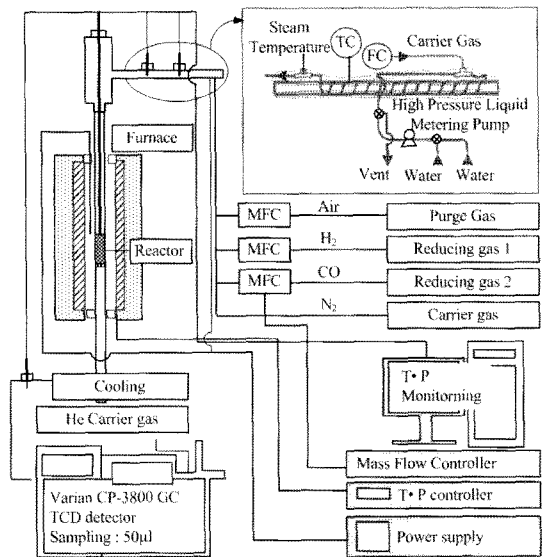 Steam
Temperature
TC
FC
Carrier Gas
High Pressure Liquid
Metering Pump
Vent
Water
Water
Furnace
Reactor
MFC
Air
Purge Gas
MFC
H₂
Reducing gas 1
MFC
CO
Reducing gas 2
N₂
Carrier gas
Cooling
He Carrier gas
T• P
Monitorning
Mass Flow Controller
T• P controller
Power supply
Varian CP-3800 GC
TCD detector
Sampling : 50µl